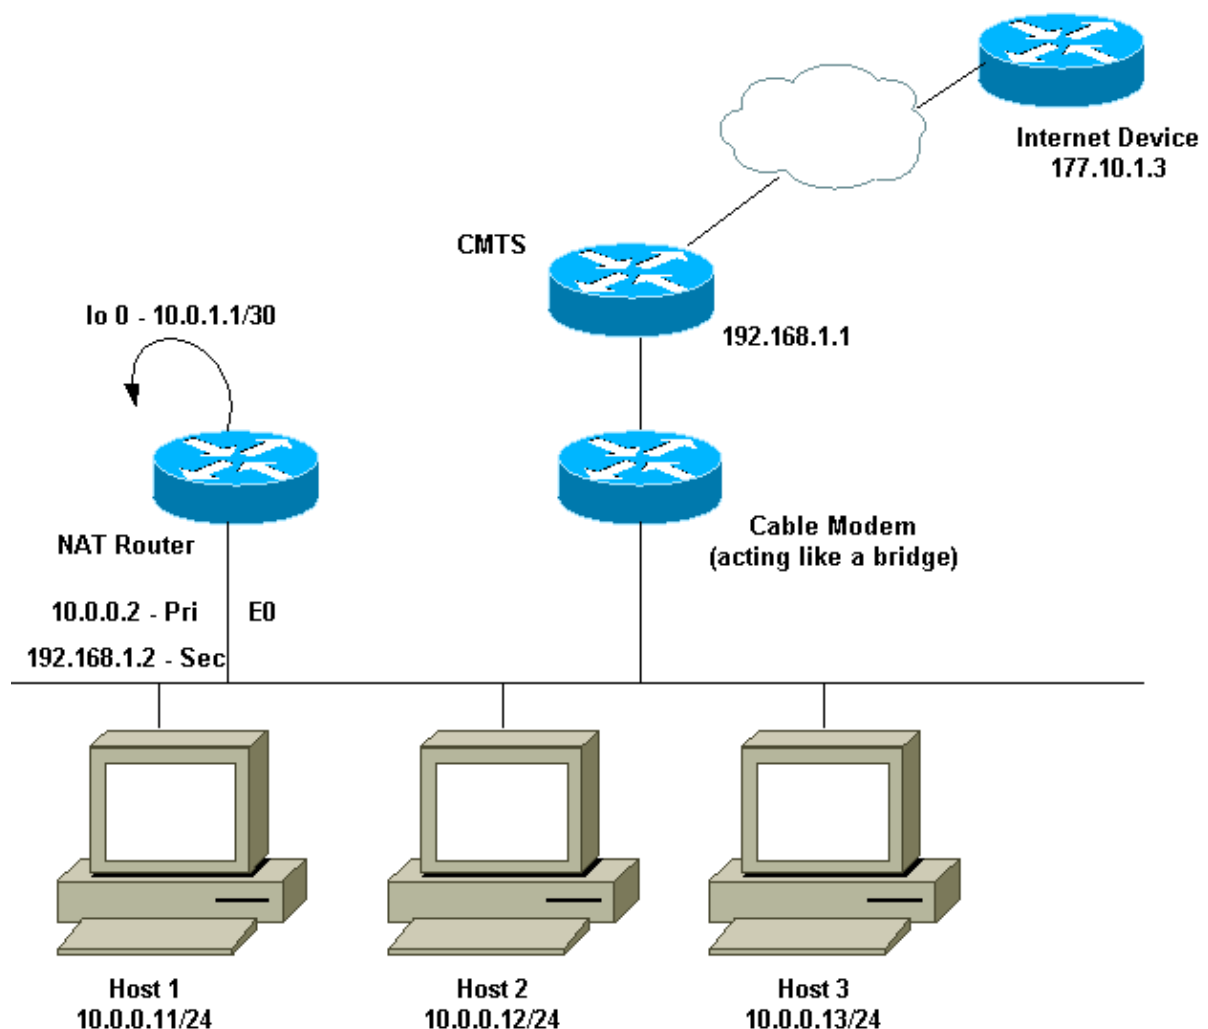 Internet Device
177.10.1.3
CMTS
192.168.1.1
lo 0 - 10.0.1.1/30
NAT Router
Cable Modem
(acting like a bridge)
10.0.0.2 - Pri
E0
192.168.1.2 - Sec
Host 1
10.0.0.11/24
Host 2
10.0.0.12/24
Host 3
10.0.0.13/24